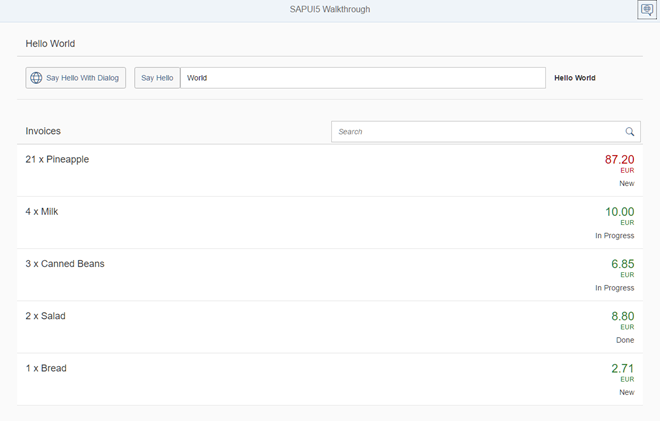 SAPUI5 Walkthrough
Hello World
Say Hello With Dialog
Say Hello
World
Hello World
Invoices
Search
21 x Pineapple
87.20
EUR
New
4 x Milk
10.00
EUR
In Progress
3 x Canned Beans
6.85
EUR
In Progress
2 x Salad
8.80
EUR
Done
1 x Bread
2.71
EUR
New